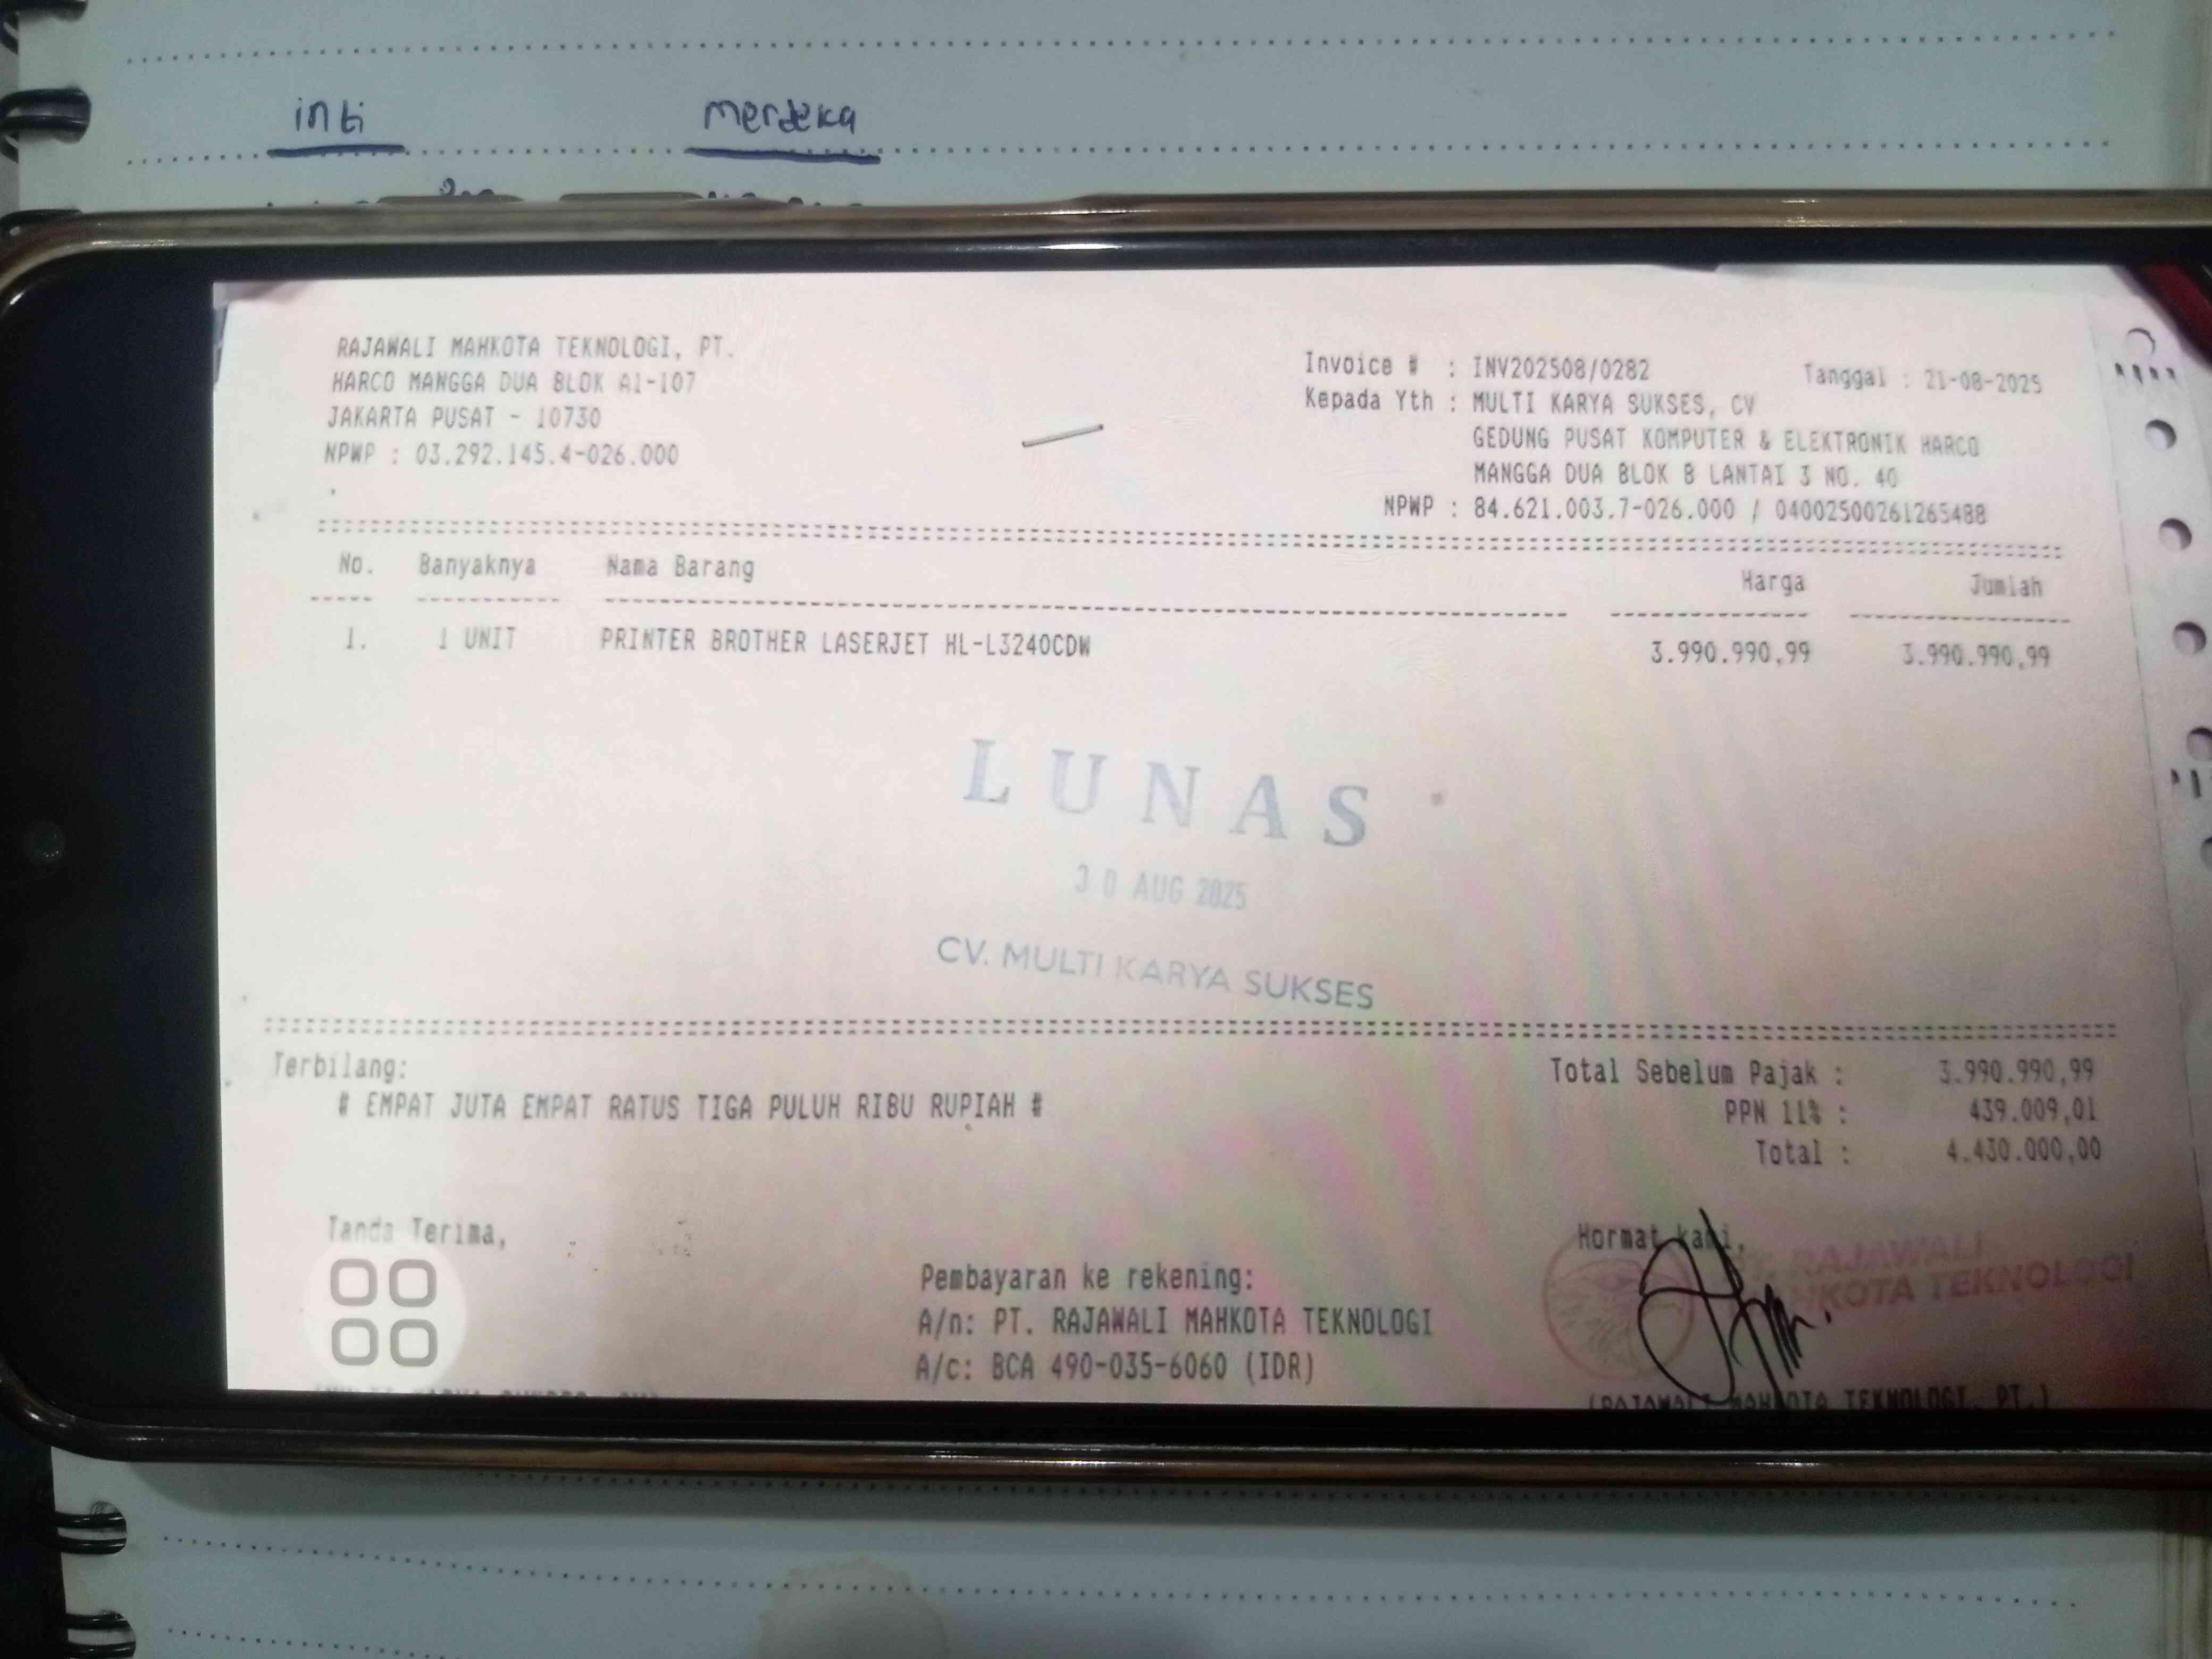 inti merdeka
RAJAWALI MAHKOTA TEKNOLOGI, PT.
HARCO MANGGA DUA BLOK A1-107
JAKARTA PUSAT - 10730
NPWP : 03.292.145.4-026.000
Invoice # : INV202508/0282 Tanggal : 21-08-2025
Kepada Yth : MULTI KARYA SUKSES, CV
GEDUNG PUSAT KOMPUTER & ELEKTRONIK HARCO
MANGGA DUA BLOK B LANTAI 3 NO. 40
NPWP : 84.621.003.7-026.000 / 04002500261265488
No. Banyaknya Nama Barang Harga Jumlah
1. 1 UNIT PRINTER BROTHER LASERJET HL-L3240CDW 3.990.990,99 3.990.990,99
LUNAS
30 AUG 2025
CV. MULTI KARYA SUKSES
Terbilang:
# EMPAT JUTA EMPAT RATUS TIGA PULUH RIBU RUPIAH #
Total Sebelum Pajak : 3.990.990,99
PPN 11% : 439.009,01
Total : 4.430.000,00
Tanda Terima,
Pembayaran ke rekening:
A/n: PT. RAJAWALI MAHKOTA TEKNOLOGI
A/c: BCA 490-035-6060 (IDR)
Hormat kami,
PT. RAJAWALI
MAHKOTA TEKNOLOGI
(RAJAWALI MAHKOTA TEKNOLOGI, PT.)